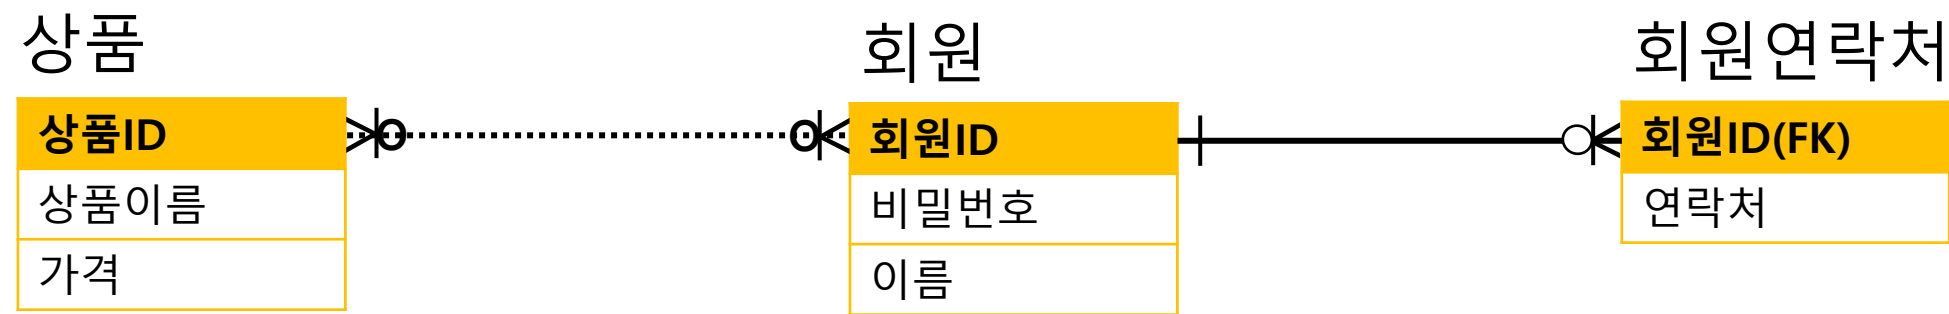 상품
상품ID
상품이름
가격
회원
회원ID
비밀번호
이름
회원연락처
회원ID(FK)
연락처